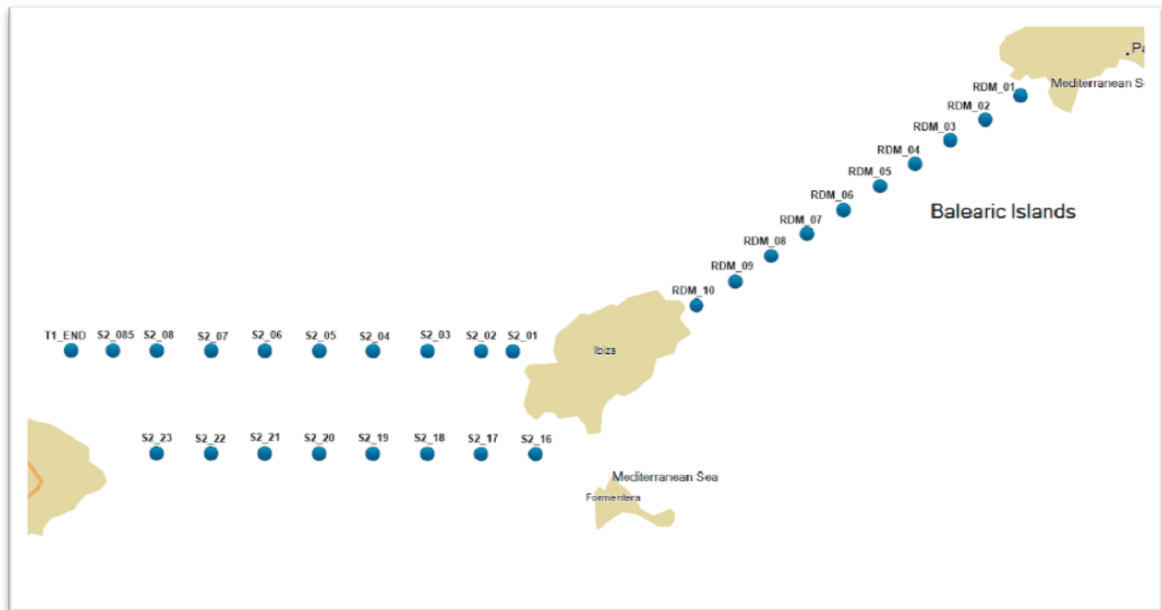 Pa
Mediterranean S
RDM_01
RDM_02
RDM_03
RDM_04
RDM_05
RDM_06
Balearic Islands
RDM_07
RDM_08
RDM_09
RDM_10
T1_END S2_085 S2_08 S2_07 S2_06 S2_05 S2_04 S2_03 S2_02 S2_01
Ibiza
S2_23 S2_22 S2_21 S2_20 S2_19 S2_18 S2_17 S2_16
Mediterranean Sea
Formentera